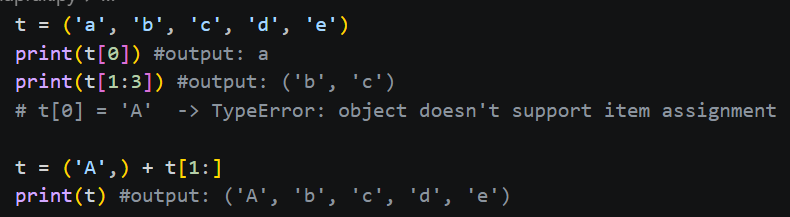 t = ('a', 'b', 'c', 'd', 'e')
print(t[0]) #output: a
print(t[1:3]) #output: ('b', 'c')
# t[0] = 'A'  -> TypeError: object doesn't support item assignment
t = ('A',) + t[1:]
print(t) #output: ('A', 'b', 'c', 'd', 'e')